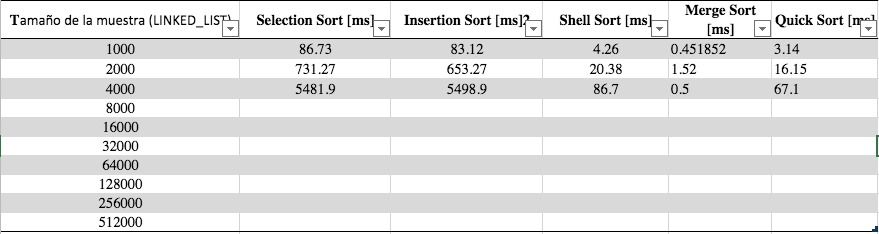 Tamaño de la muestra (LINKED_LIST) Selection Sort [ms] Insertion Sort [ms]2 Shell Sort [ms] Merge Sort [ms] Quick Sort [ms]
1000 86.73 83.12 4.26 0.451852 3.14
2000 731.27 653.27 20.38 1.52 16.15
4000 5481.9 5498.9 86.7 0.5 67.1
8000
16000
32000
64000
128000
256000
512000